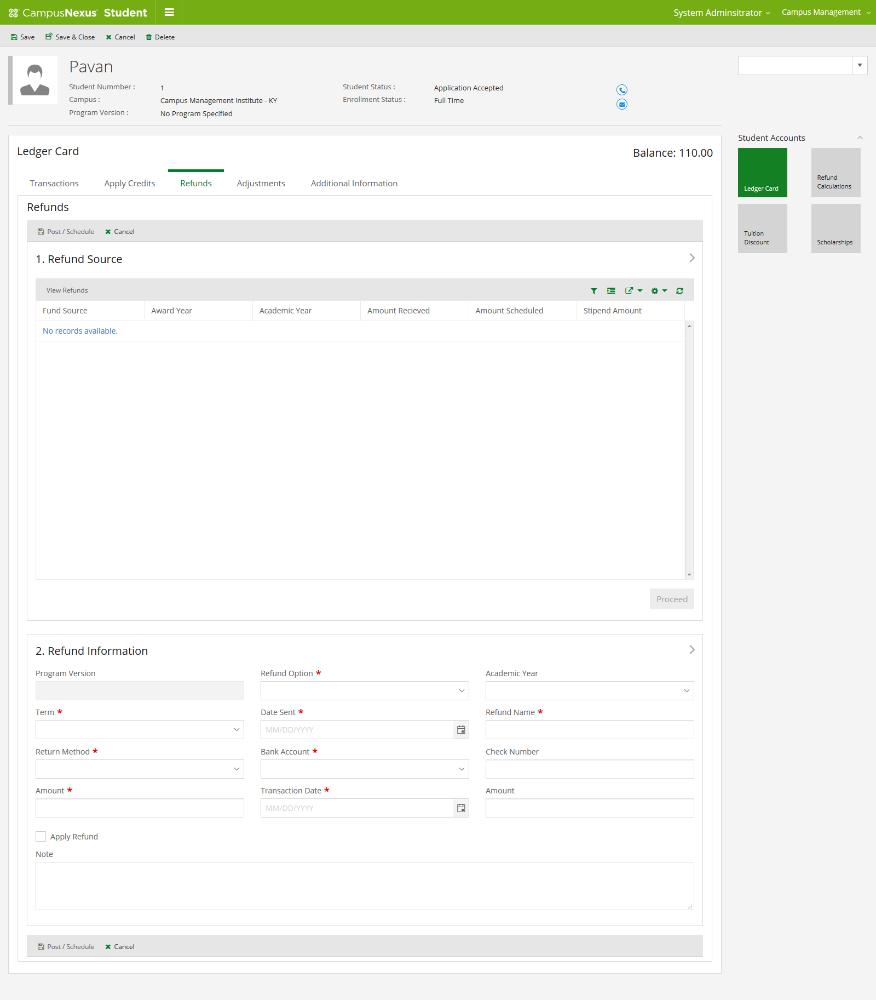 CampusNexus Student
System Adminsitrator
Campus Management
Save
Save & Close
Cancel
Delete
Pavan
Student Nummber :
1
Student Status :
Application Accepted
Campus :
Campus Management Institute - KY
Enrollment Status :
Full Time
Program Version :
No Program Specified
Ledger Card
Balance: 110.00
Transactions
Apply Credits
Refunds
Adjustments
Additional Information
Refunds
Post / Schedule
Cancel
1. Refund Source
View Refunds
Fund Source
Award Year
Academic Year
Amount Recieved
Amount Scheduled
Stipend Amount
No records available.
Proceed
2. Refund Information
Program Version
Refund Option *
Academic Year
Term *
Date Sent *
Refund Name *
MM/DD/YYYY
Return Method *
Bank Account *
Check Number
Amount *
Transaction Date *
Amount
MM/DD/YYYY
Apply Refund
Note
Post / Schedule
Cancel
Student Accounts
Ledger Card
Refund
Calculations
Tuition
Discount
Scholarships